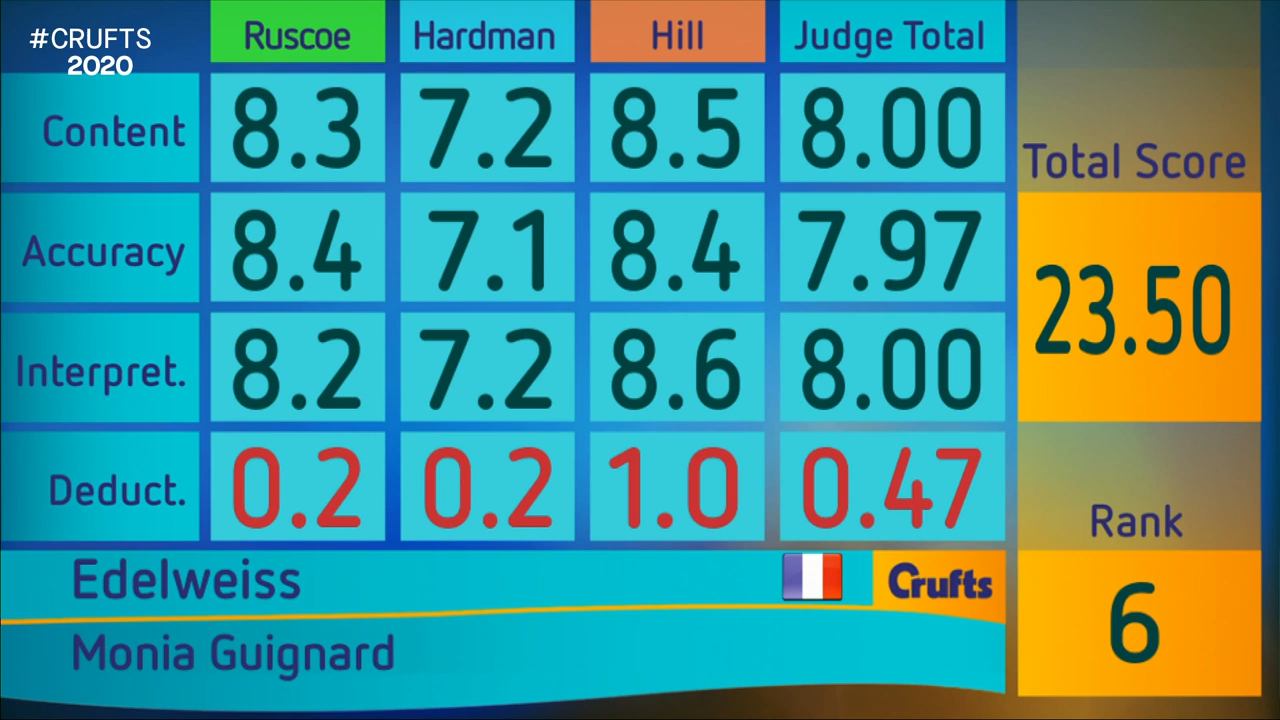 #CRUFTS
2020
Ruscoe Hardman Hill Judge Total
Content 8.3 7.2 8.5 8.00
Total Score
Accuracy 8.4 7.1 8.4 7.97
23.50
Interpret. 8.2 7.2 8.6 8.00
Deduct. 0.2 0.2 1.0 0.47
Rank
Edelweiss Crufts
6
Monia Guignard